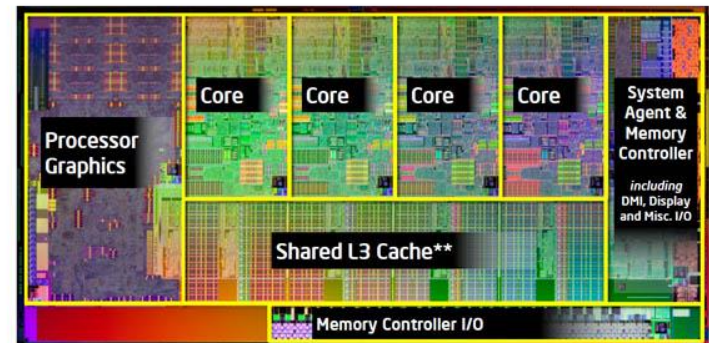 Processor
Graphics
Core
Core
Core
Core
System
Agent &
Memory
Controller
including
DMI, Display
and Misc. I/O
Shared L3 Cache**
Memory Controller I/O